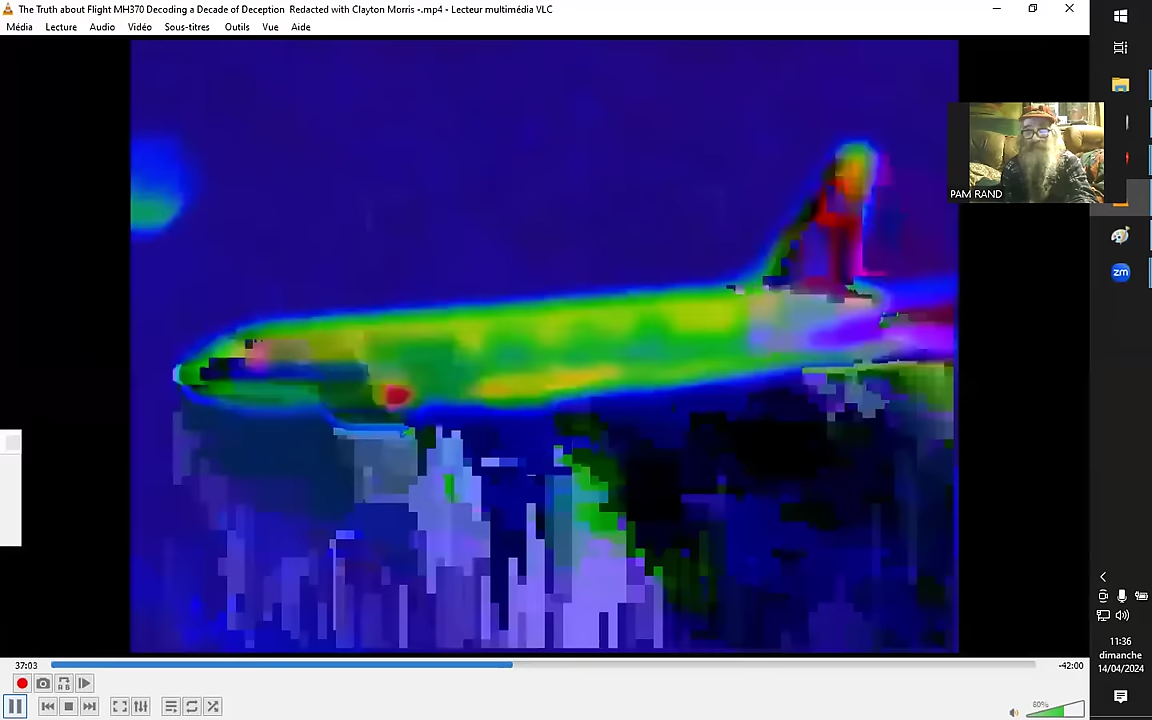 The Truth about Flight MH370 Decoding a Decade of Deception  Redacted with Clayton Morris -.mp4 - Lecteur multimédia VLC
Média Lecture Audio Vidéo Sous-titres Outils Vue Aide
PAM RAND
zm
37:03
-42:00
80%
11:36
dimanche
14/04/2024